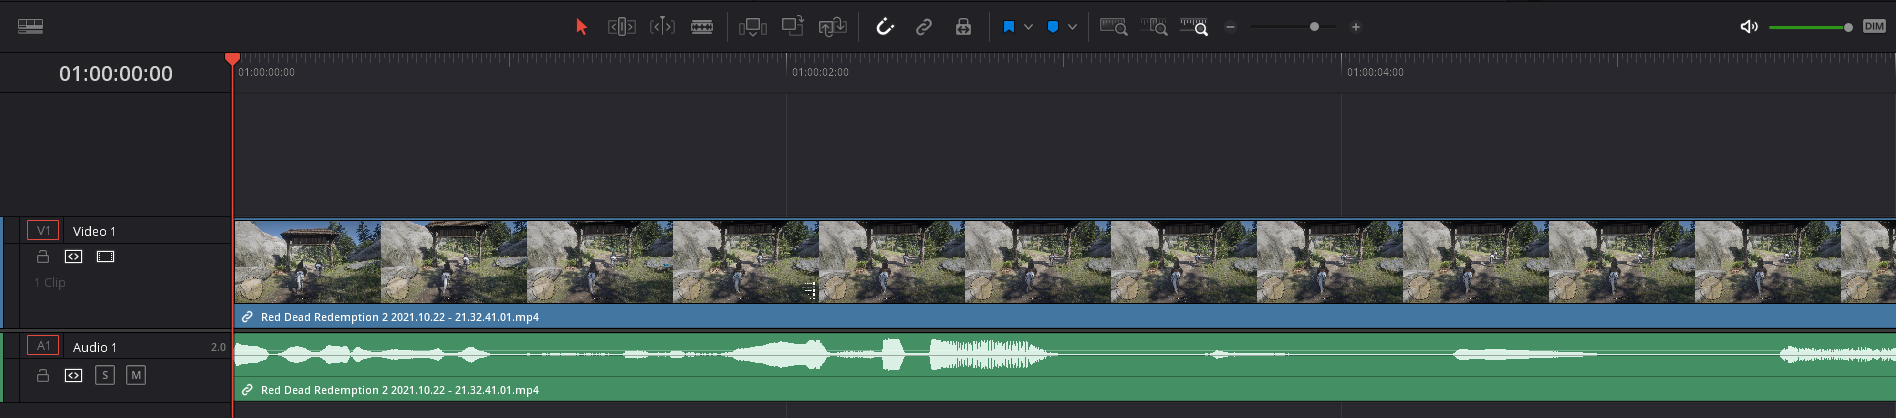 DIM
01:00:00:00
01:00:00:00
01:00:02:00
01:00:04:00
V1
Video 1
1 Clip
Red Dead Redemption 2 2021.10.22 - 21.32.41.01.mp4
A1
Audio 1
2.0
S
M
Red Dead Redemption 2 2021.10.22 - 21.32.41.01.mp4